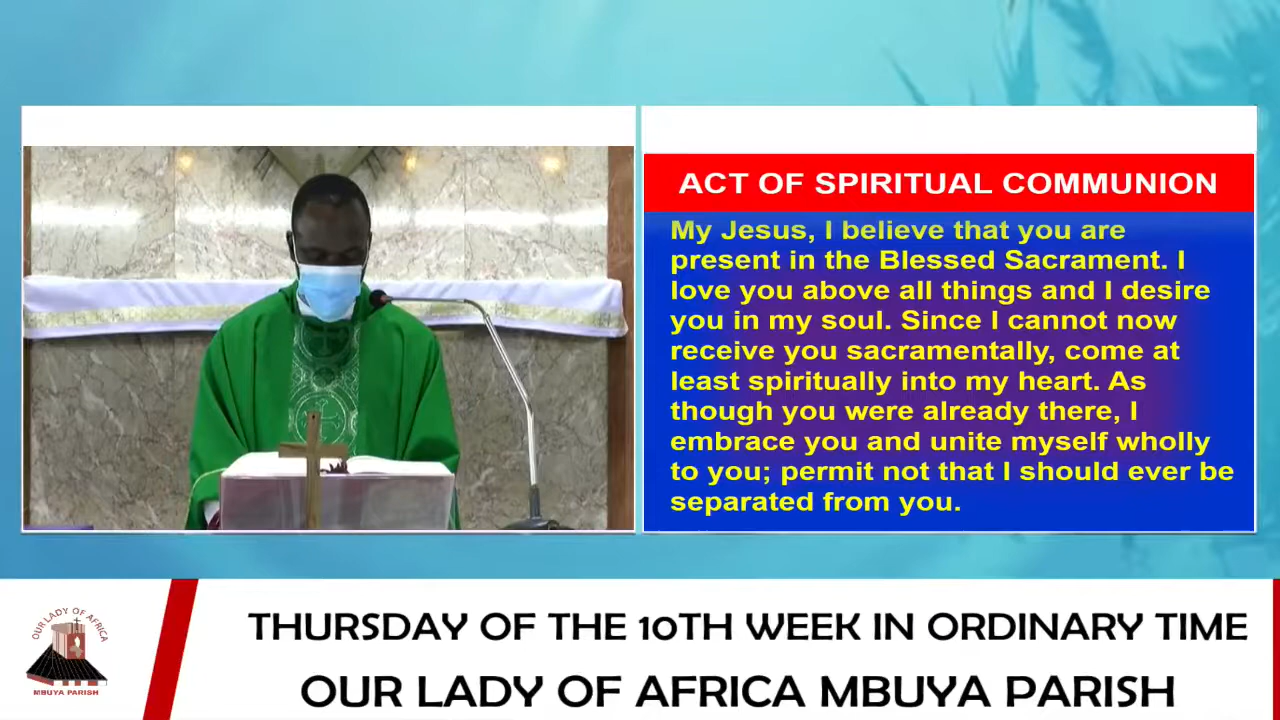 ACT OF SPIRITUAL COMMUNION
My Jesus, I believe that you are
present in the Blessed Sacrament. I
love you above all things and I desire
you in my soul. Since I cannot now
receive you sacramentally, come at
least spiritually into my heart. As
though you were already there, I
embrace you and unite myself wholly
to you; permit not that I should ever be
separated from you.
OUR LADY OF AFRICA
MBUYA PARISH
THURSDAY OF THE 10TH WEEK IN ORDINARY TIME
OUR LADY OF AFRICA MBUYA PARISH